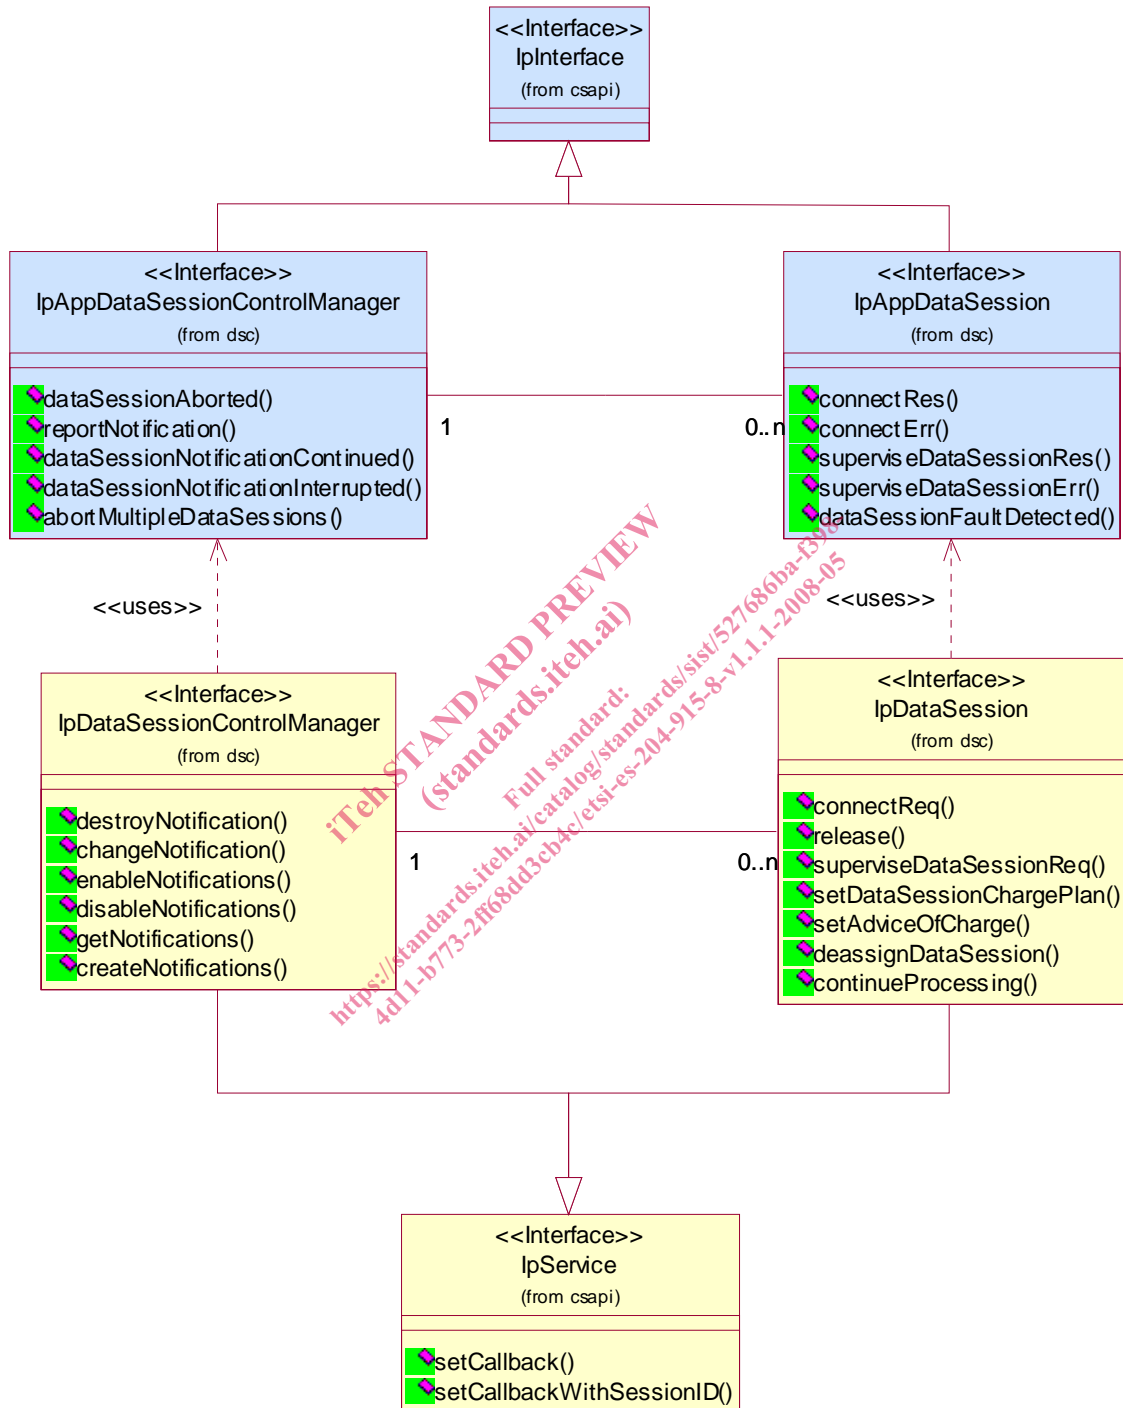 <<Interface>>
IpInterface
(from csapi)
<<Interface>>
IpAppDataSessionControlManager
(from dsc)
dataSessionAborted()
reportNotification()
dataSessionNotificationContinued()
dataSessionNotificationInterrupted()
abortMultipleDataSessions()
<<Interface>>
IpAppDataSession
(from dsc)
connectRes()
connectErr()
superviseDataSessionRes()
superviseDataSessionErr()
dataSessionFaultDetected()
1
0..n
<<uses>>
<<uses>>
iTeh STANDARD PREVIEW
(standards.iteh.ai)
Full standard:
https://standards.iteh.ai/catalog/standards/sist/527686ba-f398-
4d11-b773-2ff68dd3cb4c/etsi-es-204-915-8-v1.1.1-2008-05
<<Interface>>
IpDataSessionControlManager
(from dsc)
destroyNotification()
changeNotification()
enableNotifications()
disableNotifications()
getNotifications()
createNotifications()
<<Interface>>
IpDataSession
(from dsc)
connectReq()
release()
superviseDataSessionReq()
setDataSessionChargePlan()
setAdviceOfCharge()
deassignDataSession()
continueProcessing()
1
0..n
<<Interface>>
IpService
(from csapi)
setCallback()
setCallbackWithSessionID()